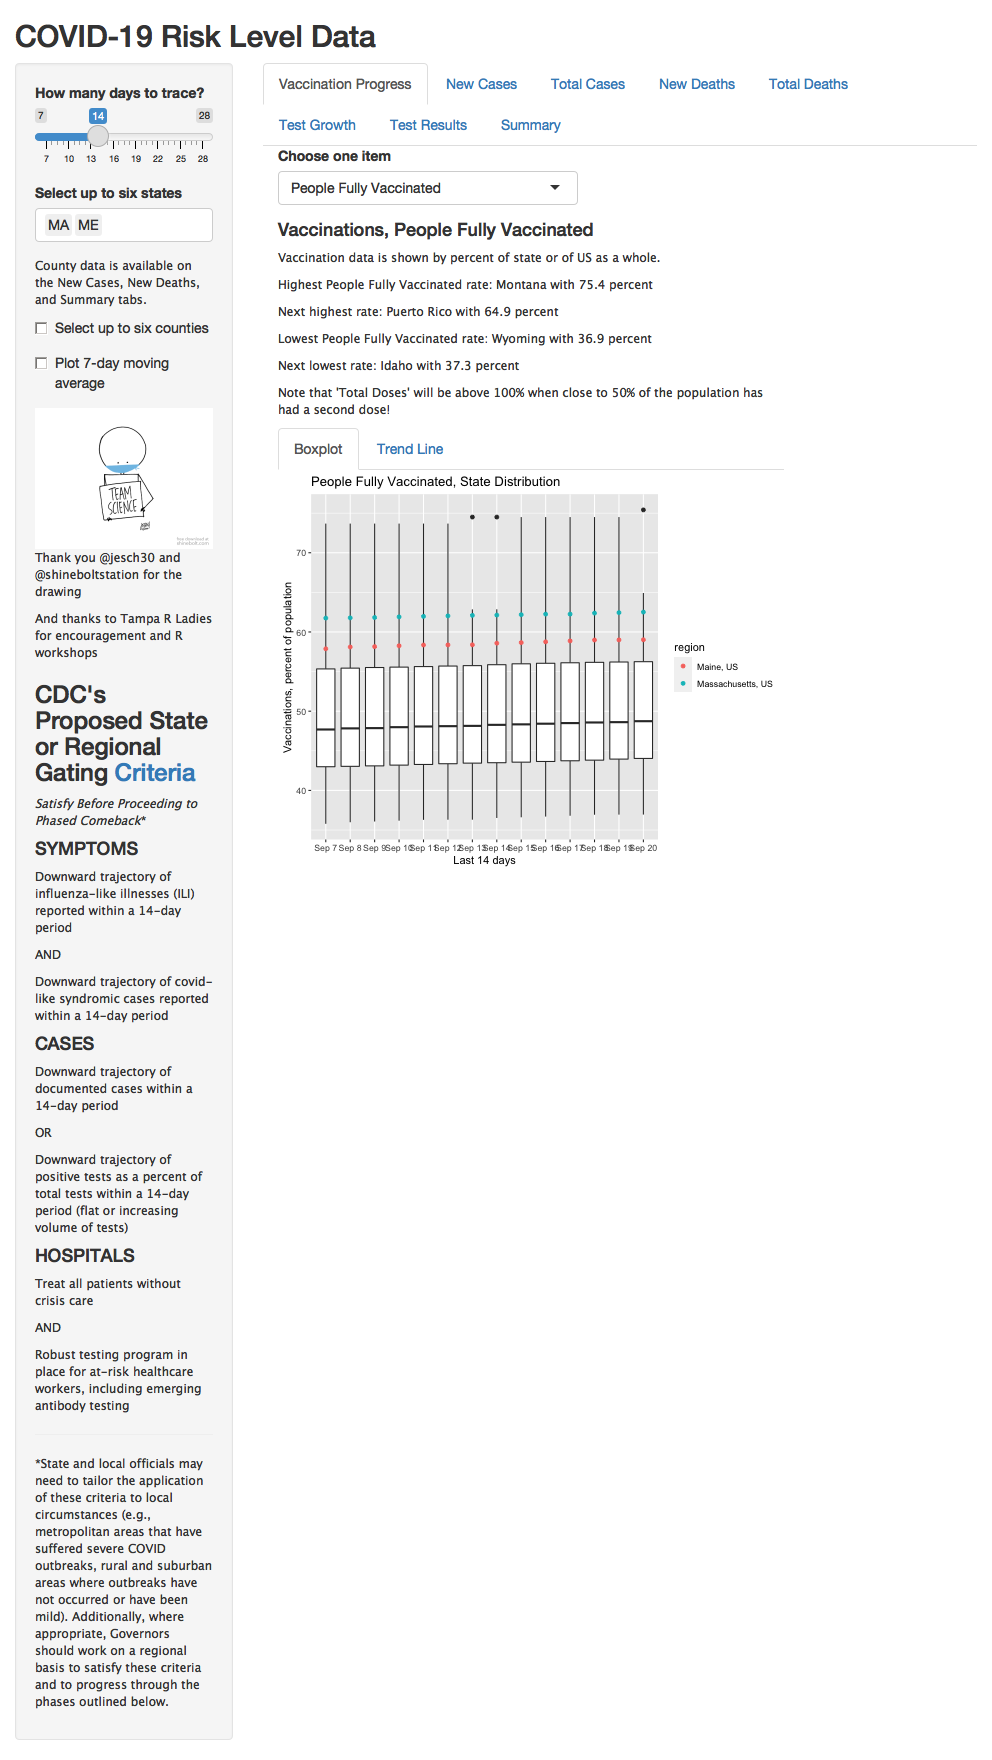 COVID-19 Risk Level Data
How many days to trace?
7 14 28
7 10 13 16 19 22 25 28
Select up to six states
MA ME
County data is available on
the New Cases, New Deaths,
and Summary tabs.
Select up to six counties
Plot 7-day moving
average
TEAM
SCIENCE
Thank you @jesch30 and
@shineboltstation for the
drawing
And thanks to Tampa R Ladies
for encouragement and R
workshops
CDC's
Proposed State
or Regional
Gating Criteria
Satisfy Before Proceeding to
Phased Comeback*
SYMPTOMS
Downward trajectory of
influenza-like illnesses (ILI)
reported within a 14-day
period
AND
Downward trajectory of covid-
like syndromic cases reported
within a 14-day period
CASES
Downward trajectory of
documented cases within a
14-day period
OR
Downward trajectory of
positive tests as a percent of
total tests within a 14-day
period (flat or increasing
volume of tests)
HOSPITALS
Treat all patients without
crisis care
AND
Robust testing program in
place for at-risk healthcare
workers, including emerging
antibody testing
*State and local officials may
need to tailor the application
of these criteria to local
circumstances (e.g.,
metropolitan areas that have
suffered severe COVID
outbreaks, rural and suburban
areas where outbreaks have
not occurred or have been
mild). Additionally, where
appropriate, Governors
should work on a regional
basis to satisfy these criteria
and to progress through the
phases outlined below.
Vaccination Progress New Cases Total Cases New Deaths Total Deaths
Test Growth Test Results Summary
Choose one item
People Fully Vaccinated
Vaccinations, People Fully Vaccinated
Vaccination data is shown by percent of state or of US as a whole.
Highest People Fully Vaccinated rate: Montana with 75.4 percent
Next highest rate: Puerto Rico with 64.9 percent
Lowest People Fully Vaccinated rate: Wyoming with 36.9 percent
Next lowest rate: Idaho with 37.3 percent
Note that 'Total Doses' will be above 100% when close to 50% of the population has
had a second dose!
Boxplot Trend Line
People Fully Vaccinated, State Distribution
Vaccinations, percent of population
70
60
50
40
Sep 7 Sep 8 Sep 9 Sep 10 Sep 11 Sep 12 Sep 13 Sep 14 Sep 15 Sep 16 Sep 17 Sep 18 Sep 19 Sep 20
Last 14 days
region
Maine, US
Massachusetts, US